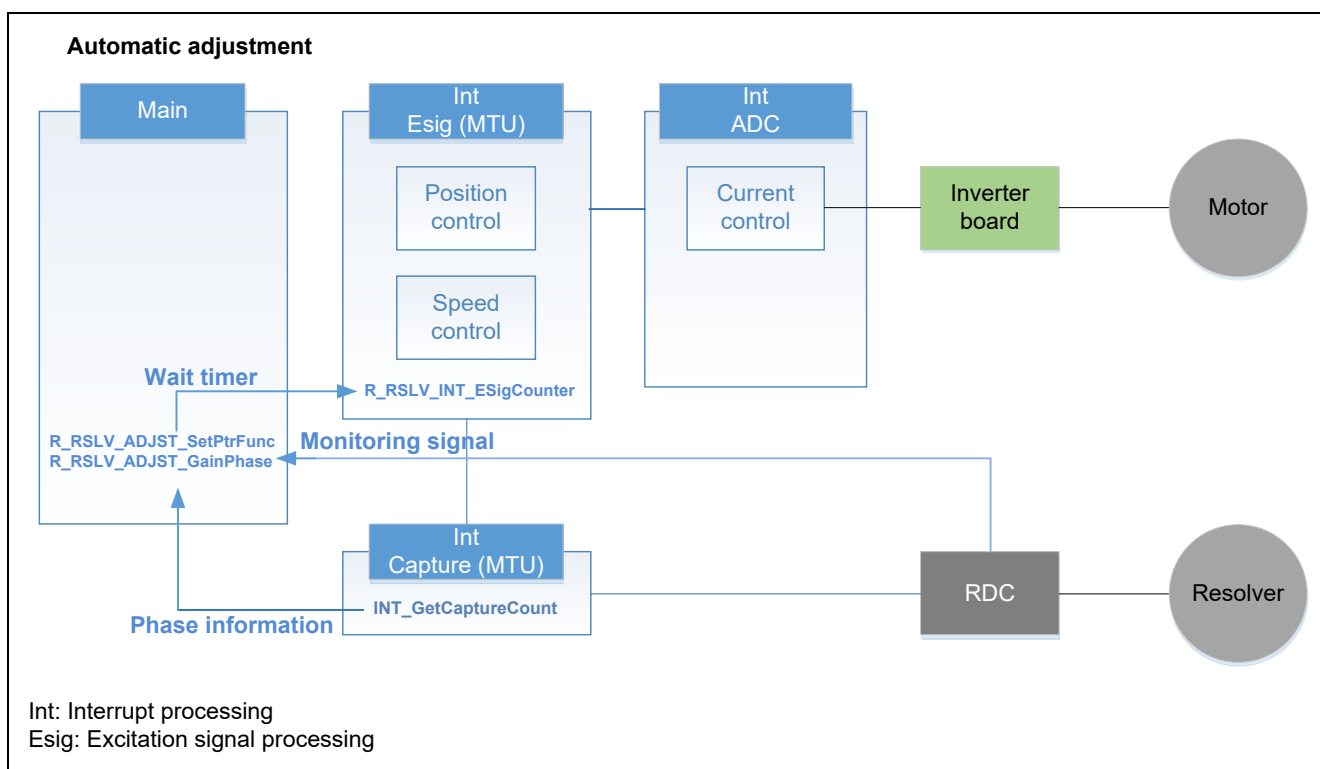 Automatic adjustment
Main
Int
Esig (MTU)
Int
ADC
Position
control
Current
control
Inverter
board
Motor
Speed
control
Wait timer
R_RSLV_INT_ESigCounter
R_RSLV_ADJST_SetPtrFunc
R_RSLV_ADJST_GainPhase
Monitoring signal
Int
Capture (MTU)
INT_GetCaptureCount
RDC
Resolver
Phase information
Int: Interrupt processing
Esig: Excitation signal processing